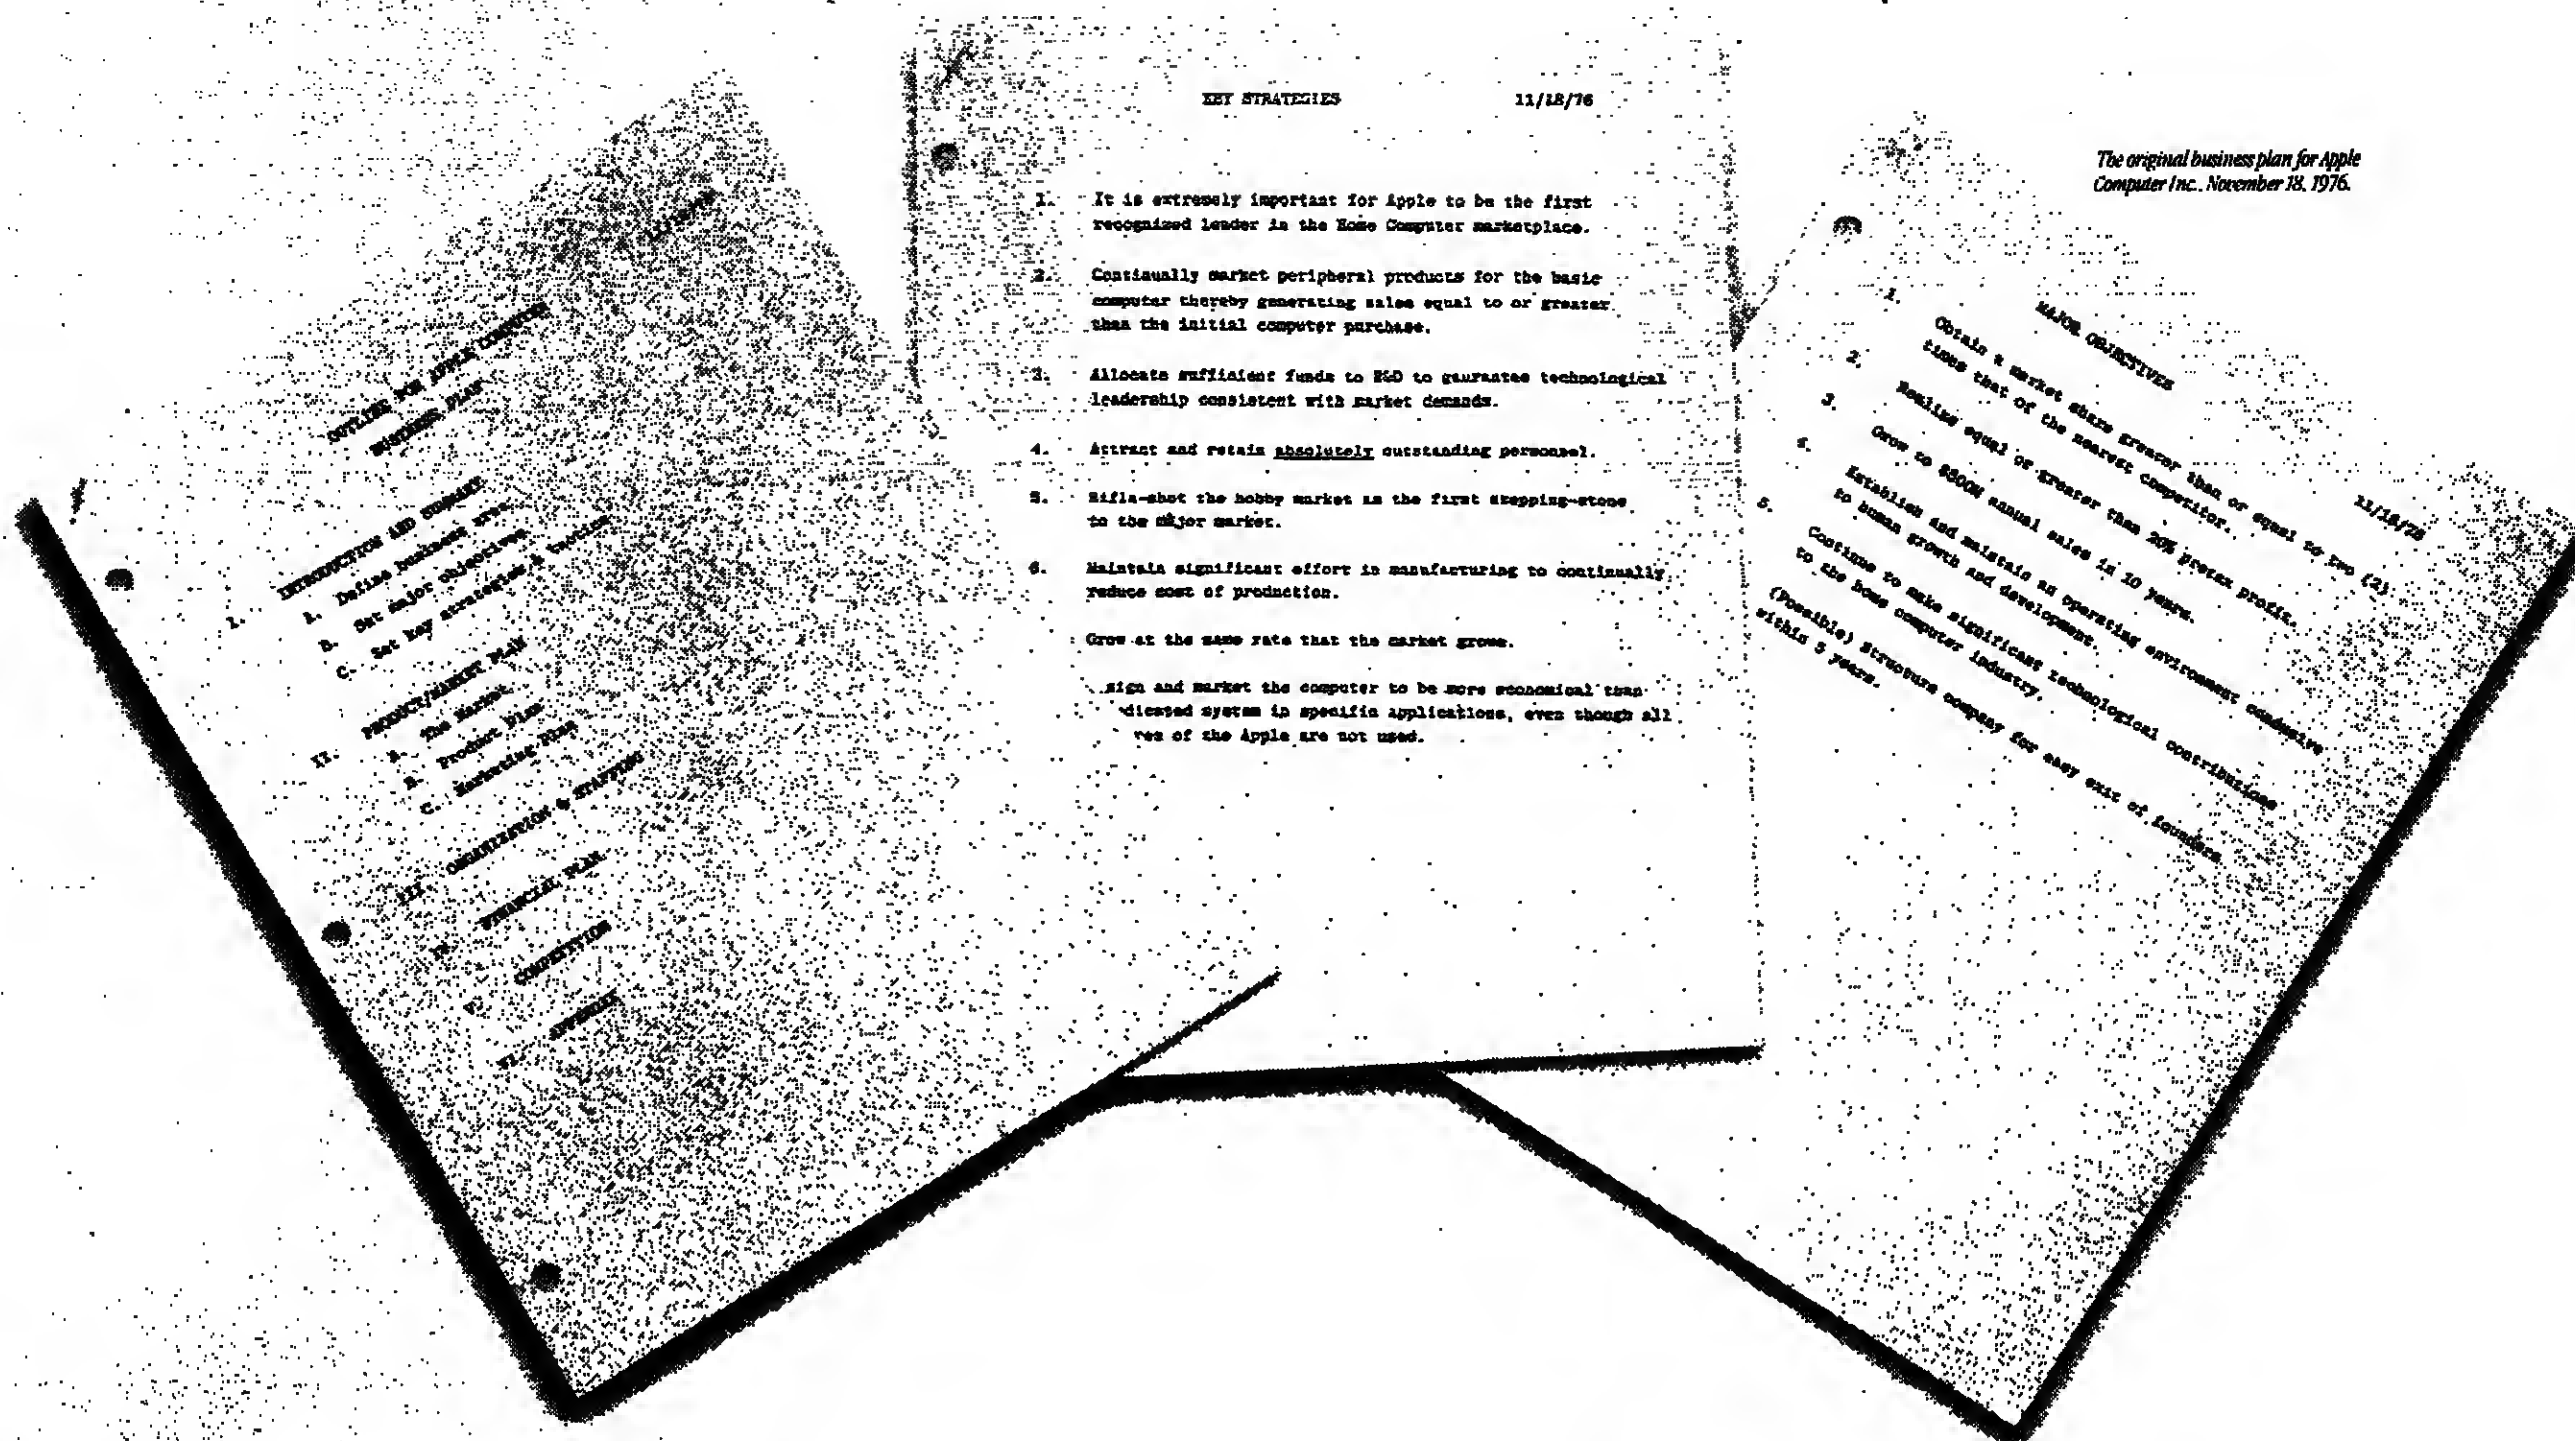 11/18/76
OUTLINE FOR APPLE COMPUTER
BUSINESS PLAN
I. INTRODUCTION AND SUMMARY
A. Define business area
B. Set major objectives
C. Set key strategies & tactics
II. PRODUCT/MARKET PLAN
A. The Market
B. Product Plan
C. Marketing Plan
III. ORGANIZATION & STAFFING
IV. FINANCIAL PLAN
V. COMPETITION
VI. APPENDIX
KEY STRATEGIES 11/18/76
1. It is extremely important for Apple to be the first
recognized leader in the Home Computer marketplace.
2. Continually market peripheral products for the basic
computer thereby generating sales equal to or greater
than the initial computer purchase.
3. Allocate sufficient funds to R&D to gaurantee technological
leadership consistent with market demands.
4. Attract and retain absolutely outstanding personnel.
5. Rifle-shot the hobby market as the first stepping-stone
to the major market.
6. Maintain significant effort in manufacturing to continually
reduce cost of production.
Grow at the same rate that the market grows.
sign and market the computer to be more economical than
dicated system in specific applications, even though all
res of the Apple are not used.
The original business plan for Apple
Computer Inc., November 18, 1976.
MAJOR OBJECTIVES
11/18/76
1. Obtain a market share greater than or equal to two (2)
times that of the nearest competitor.
2. Realize equal or greater than 20% pretax profit.
3. Grow to $500M annual sales in 10 years.
4. Establish and maintain an operating environment conducive
to human growth and development.
5. Continue to make significant technological contributions
to the home computer industry.
(Possible) Structure company for easy exit of founders
within 5 years.